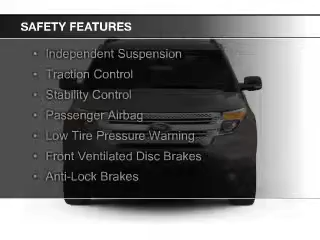 SAFETY FEATURES
• Independent Suspension
• Traction Control
• Stability Control
• Passenger Airbag
• Low Tire Pressure Warning
• Front Ventilated Disc Brakes
• Anti-Lock Brakes